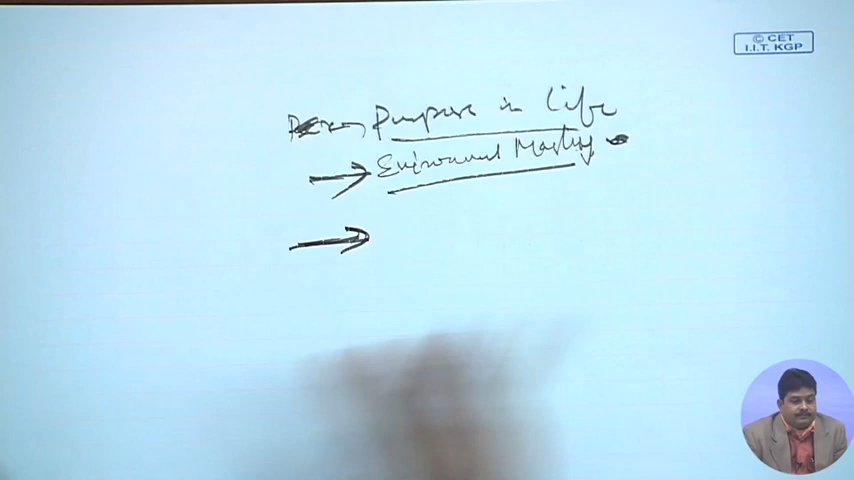 © CET
I.I.T. KGP
Purpose in Life
Environment Mastery